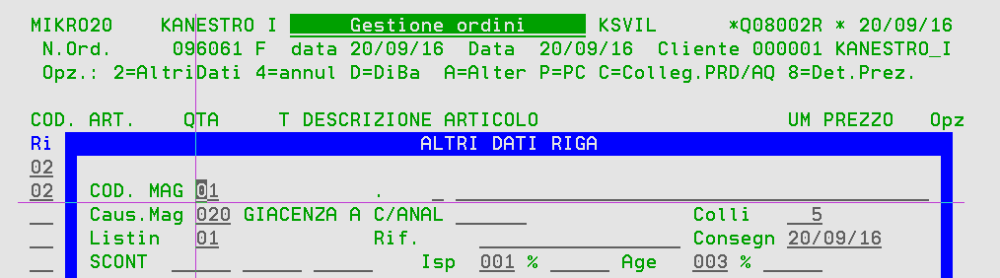 MIKRO20 KANESTRO I Gestione ordini KSVIL *Q08002R * 20/09/16
N.Ord. 096061 F data 20/09/16 Data 20/09/16 Cliente 000001 KANESTRO_I
Opz.: 2=AltriDati 4=annul D=DiBa A=Alter P=PC C=Colleg.PRD/AQ 8=Det.Prez.
COD. ART. QTA T DESCRIZIONE ARTICOLO UM PREZZO Opz
Ri ALTRI DATI RIGA
02
02 COD. MAG 01 . _
Caus.Mag 020 GIACENZA A C/ANAL Colli 5
Listin 01 Rif. Consegn 20/09/16
SCONT Isp 001 % Age 003 %